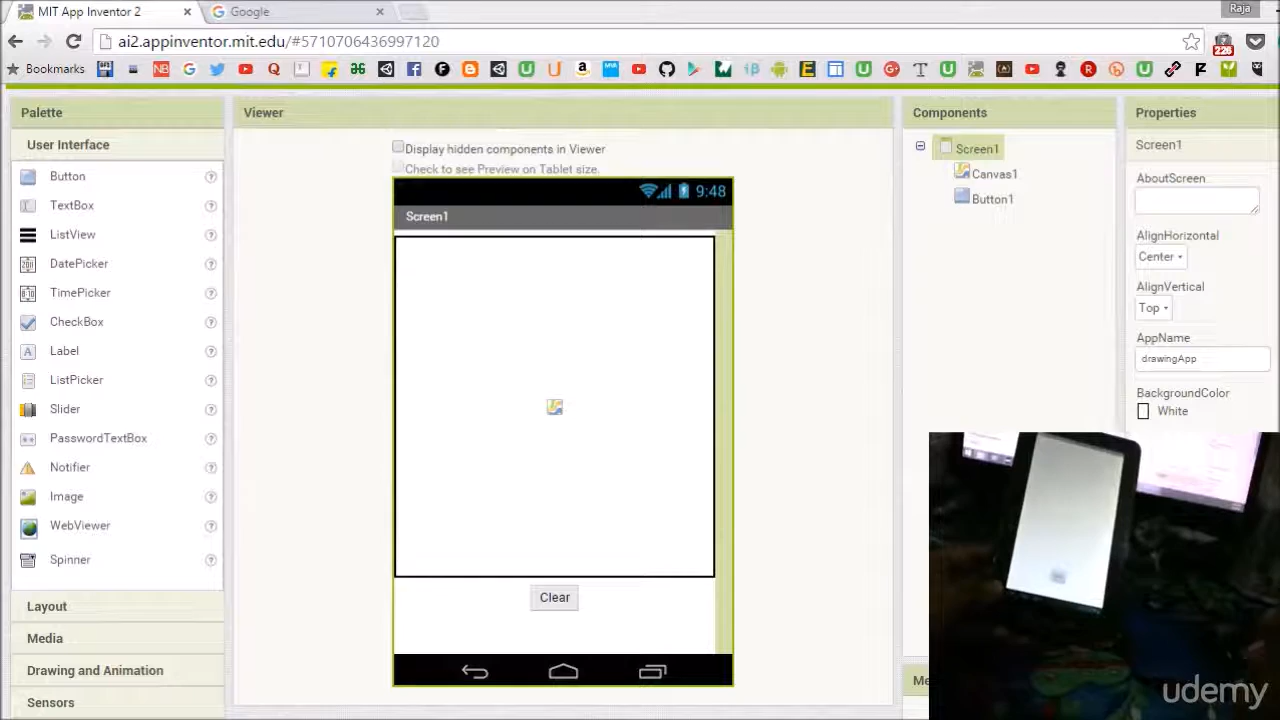 MIT App Inventor 2
Google
Raja
ai2.appinventor.mit.edu/#5710706436997120
226
Bookmarks
Palette
Viewer
Components
Properties
User Interface
Button
TextBox
ListView
DatePicker
TimePicker
CheckBox
Label
ListPicker
Slider
PasswordTextBox
Notifier
Image
WebViewer
Spinner
Layout
Media
Drawing and Animation
Sensors
Display hidden components in Viewer
Check to see Preview on Tablet size.
9:48
Screen1
Clear
Screen1
Canvas1
Button1
Me
Screen1
AboutScreen
AlignHorizontal
Center
AlignVertical
Top
AppName
drawingApp
BackgroundColor
White
udemy